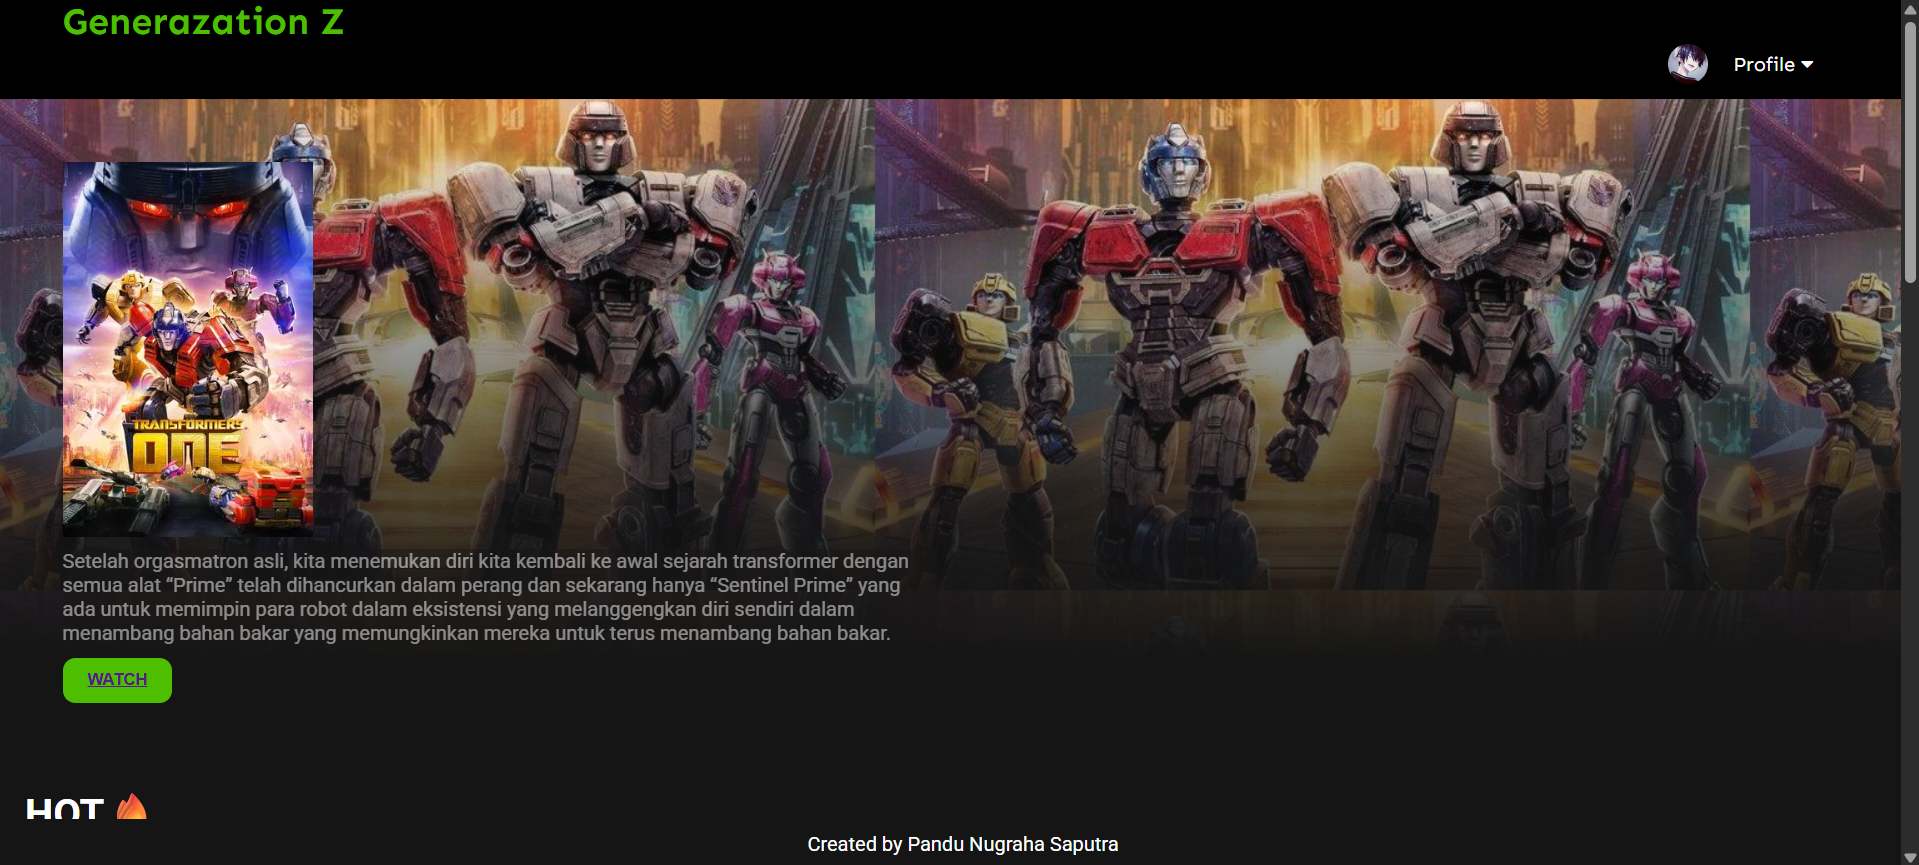 Generazation Z
Profile
TRANSFORMERS
ONE
Setelah orgasmatron asli, kita menemukan diri kita kembali ke awal sejarah transformer dengan
semua alat “Prime” telah dihancurkan dalam perang dan sekarang hanya “Sentinel Prime” yang
ada untuk memimpin para robot dalam eksistensi yang melanggengkan diri sendiri dalam
menambang bahan bakar yang memungkinkan mereka untuk terus menambang bahan bakar.
WATCH
HOT
Created by Pandu Nugraha Saputra